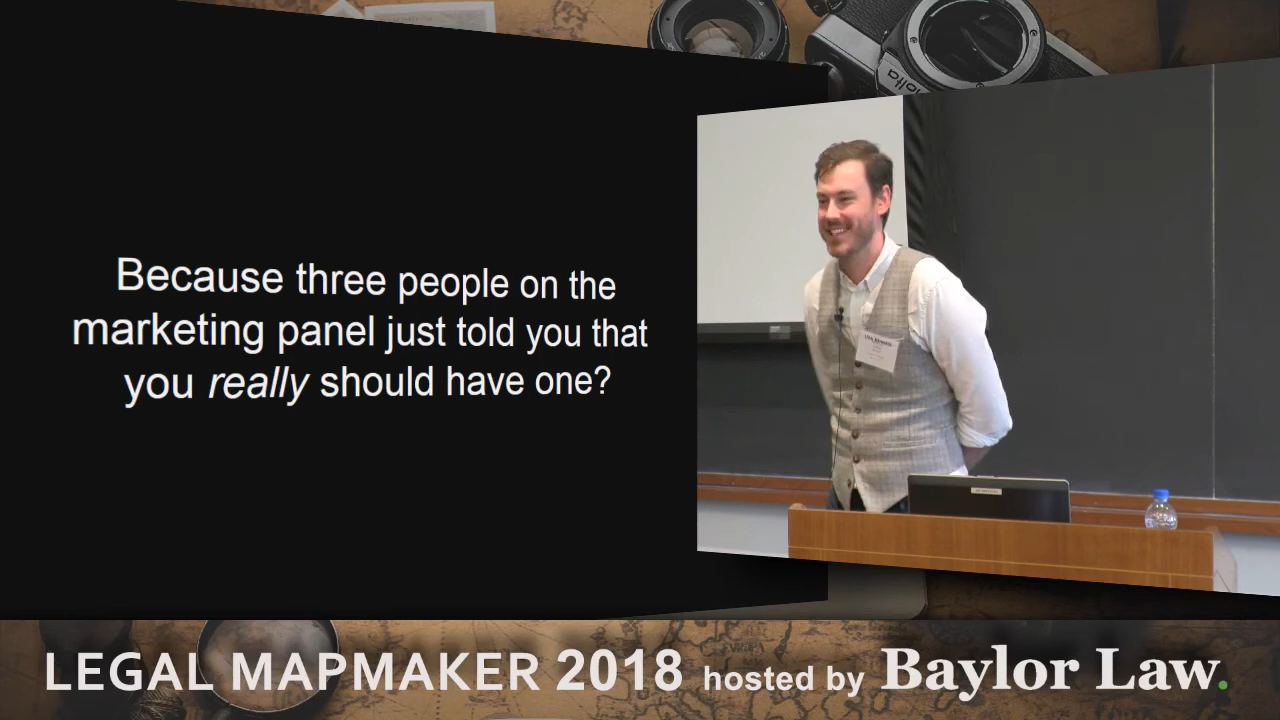 Because three people on the
marketing panel just told you that
you really should have one?
LEGAL MAPMAKER 2018 hosted by Baylor Law.